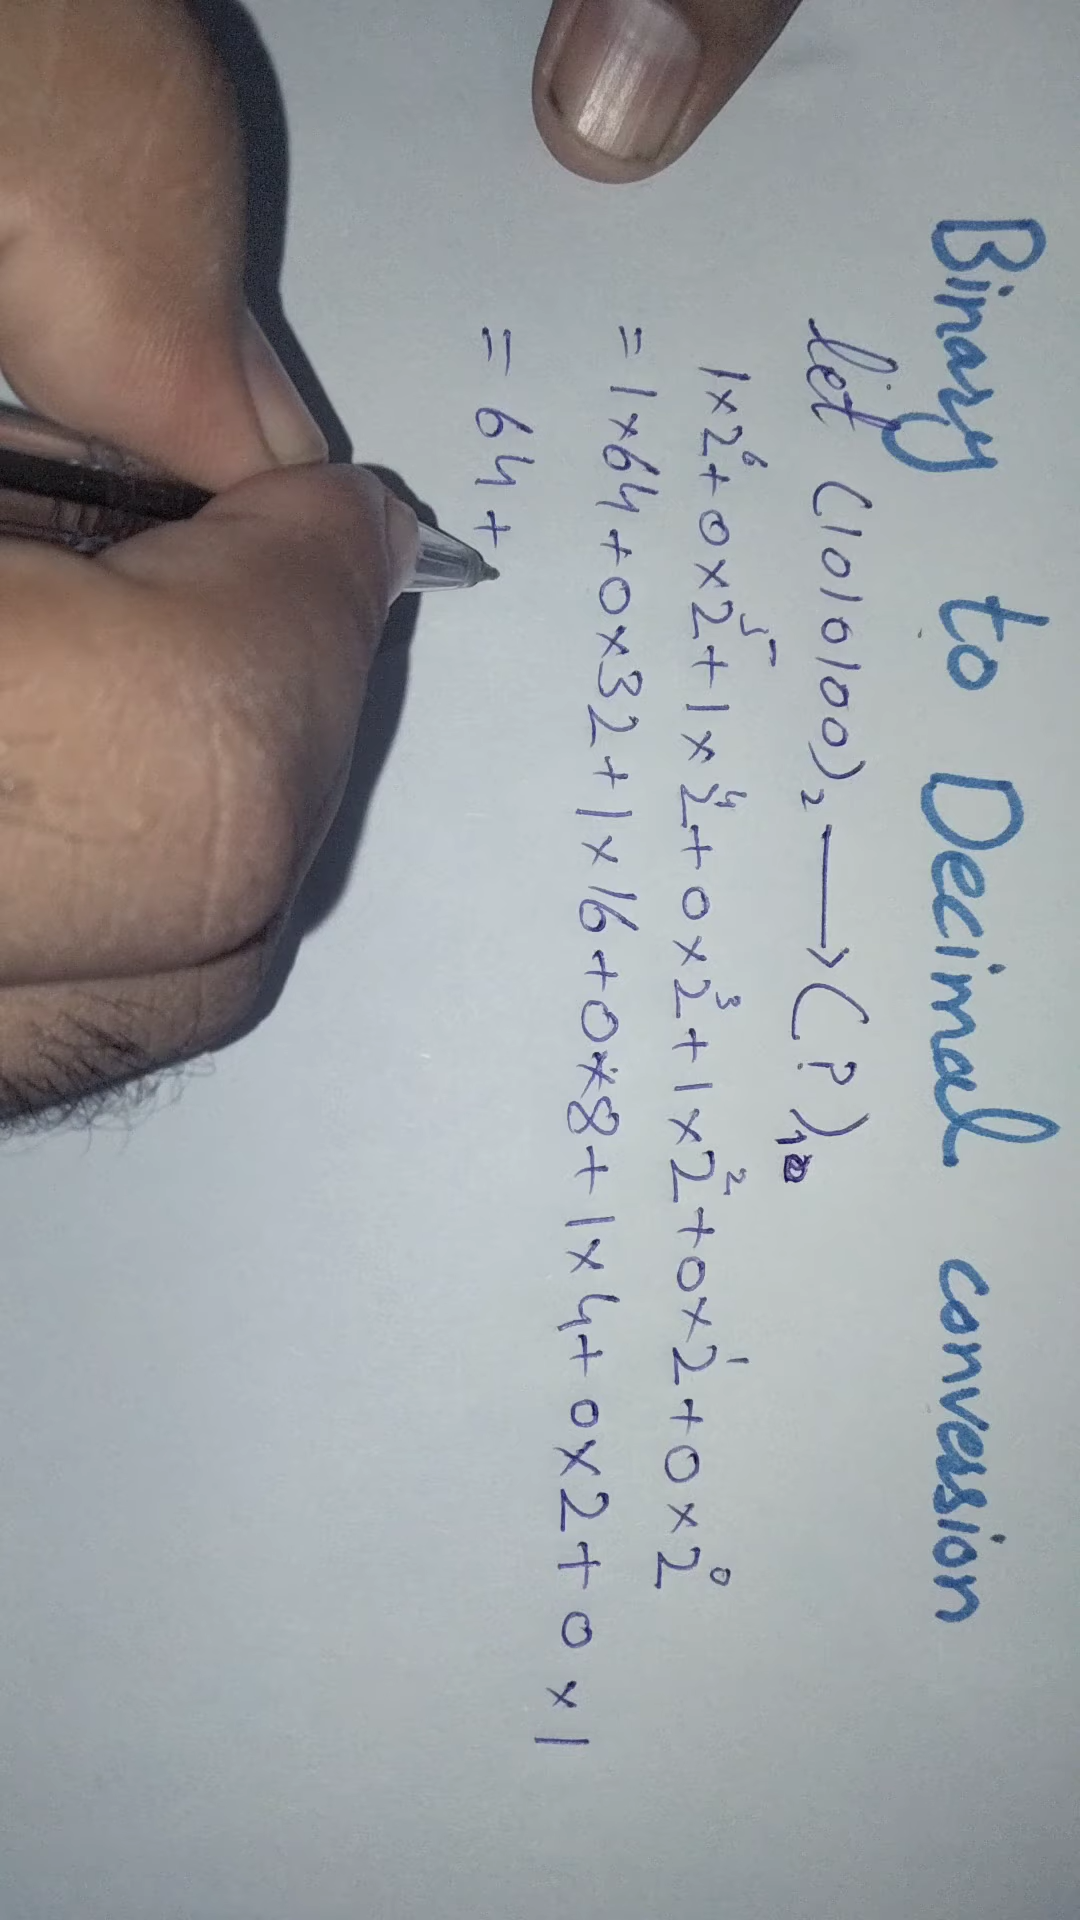 Binary to Decimal conversion
let (1010100)₂ ⟶ (?)₁₀
1×2⁶+0×2⁵+1×2⁴+0×2³+1×2²+0×2¹+0×2⁰
=1×64+0×32+1×16+0×8+1×4+0×2+0×1
= 64+